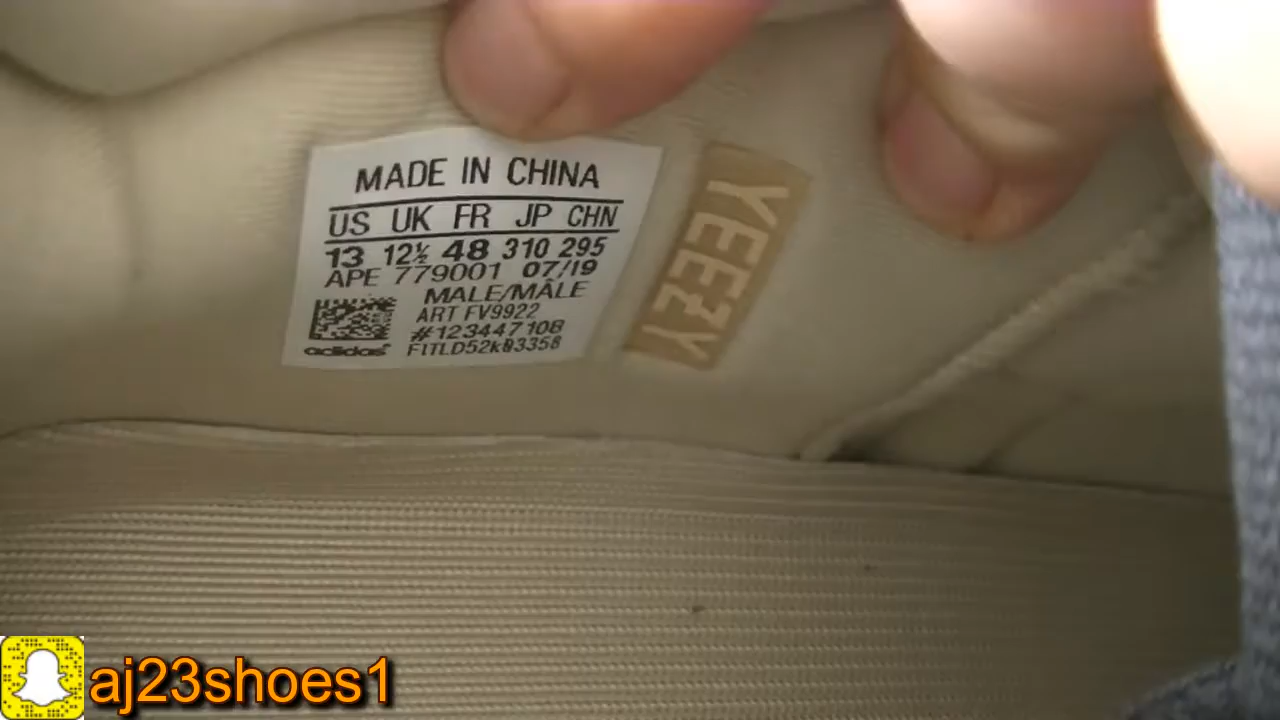 MADE IN CHINA
US UK FR JP CHN
13 12½ 48 310 295
APE 779001 07/19
MALE/MÂLE
ART FV9922
#123447108
F1TLD52k83358
adidas
YEEZY
aj23shoes1